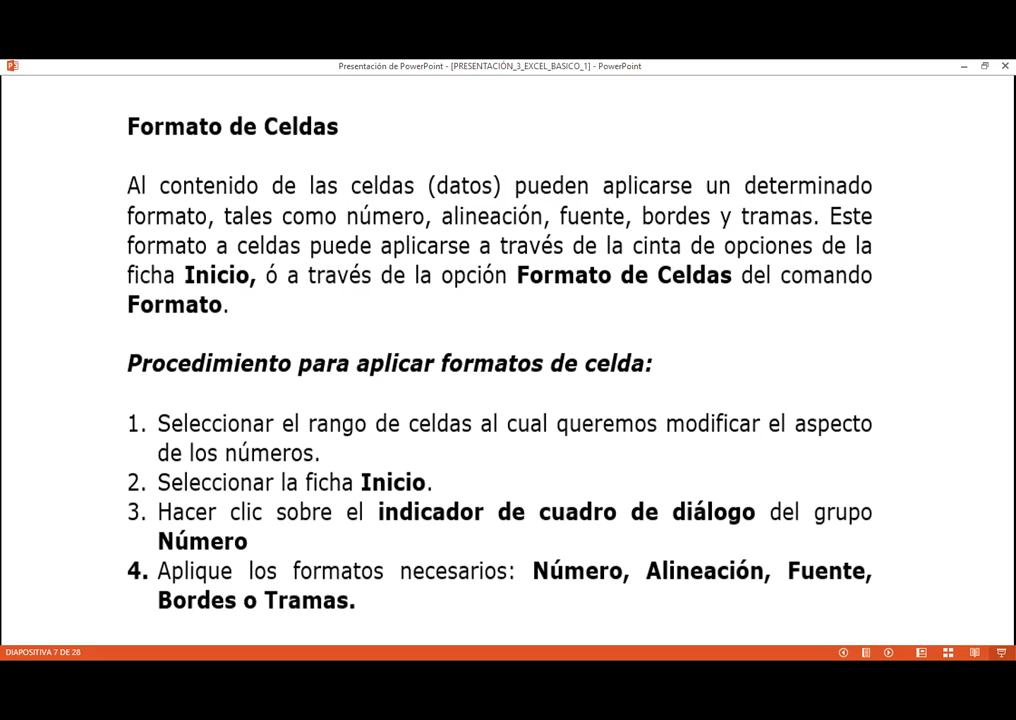 Presentación de PowerPoint - [PRESENTACIÓN_3_EXCEL_BASICO_1] - PowerPoint
Formato de Celdas
Al contenido de las celdas (datos) pueden aplicarse un determinado
formato, tales como número, alineación, fuente, bordes y tramas. Este
formato a celdas puede aplicarse a través de la cinta de opciones de la
ficha Inicio, ó a través de la opción Formato de Celdas del comando
Formato.
Procedimiento para aplicar formatos de celda:
1. Seleccionar el rango de celdas al cual queremos modificar el aspecto
de los números.
2. Seleccionar la ficha Inicio.
3. Hacer clic sobre el indicador de cuadro de diálogo del grupo
Número
4. Aplique los formatos necesarios: Número, Alineación, Fuente,
Bordes o Tramas.
DIAPOSITIVA 7 DE 28